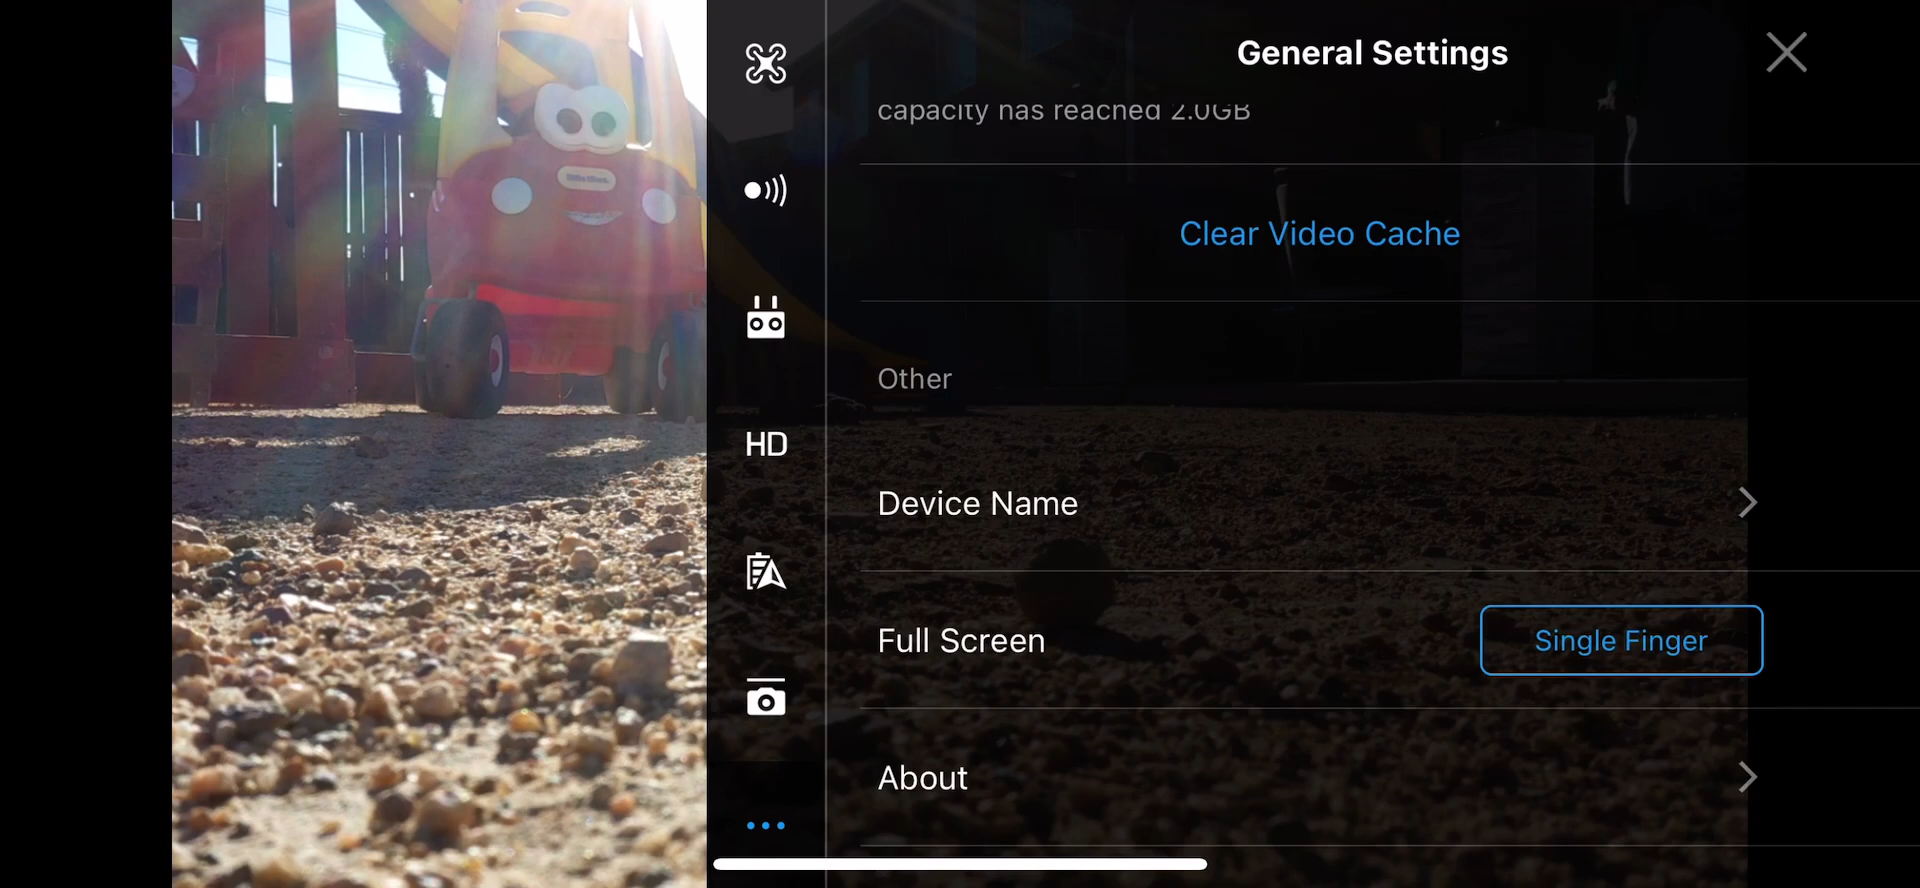 General Settings
capacity has reached 2.0GB
Clear Video Cache
Other
HD
Device Name
Full Screen
Single Finger
About